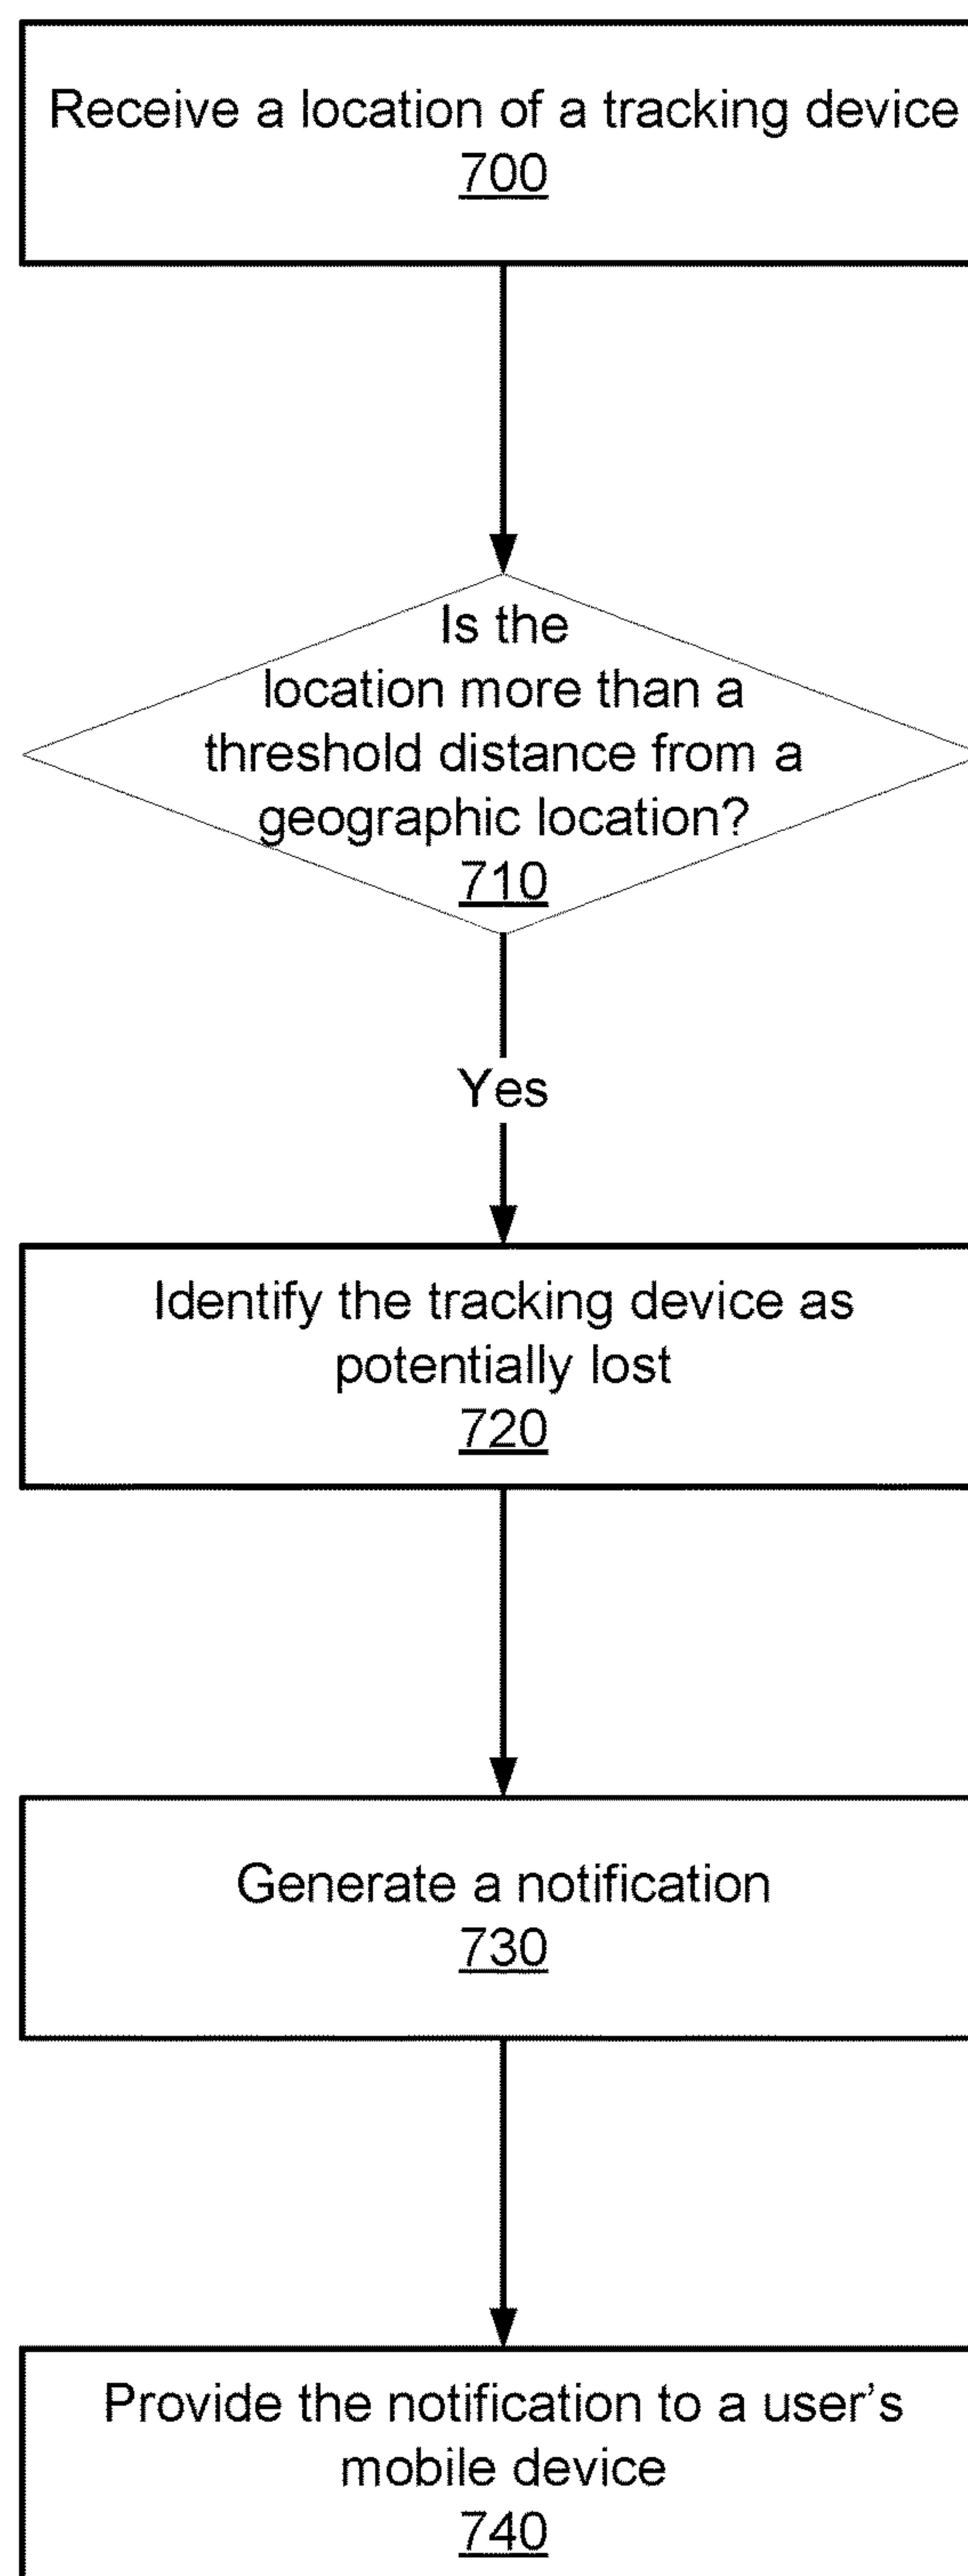 Receive a location of a tracking device
700
Is the
location more than a
threshold distance from a
geographic location?
710
Yes
Identify the tracking device as
potentially lost
720
Generate a notification
730
Provide the notification to a user's
mobile device
740